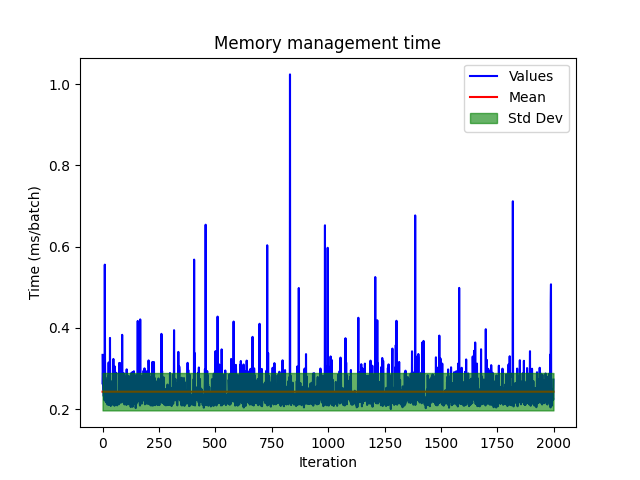 Memory management time
Values
Mean
Std Dev
Time (ms/batch)
1.0
0.8
0.6
0.4
0.2
0
250
500
750
1000
1250
1500
1750
2000
Iteration